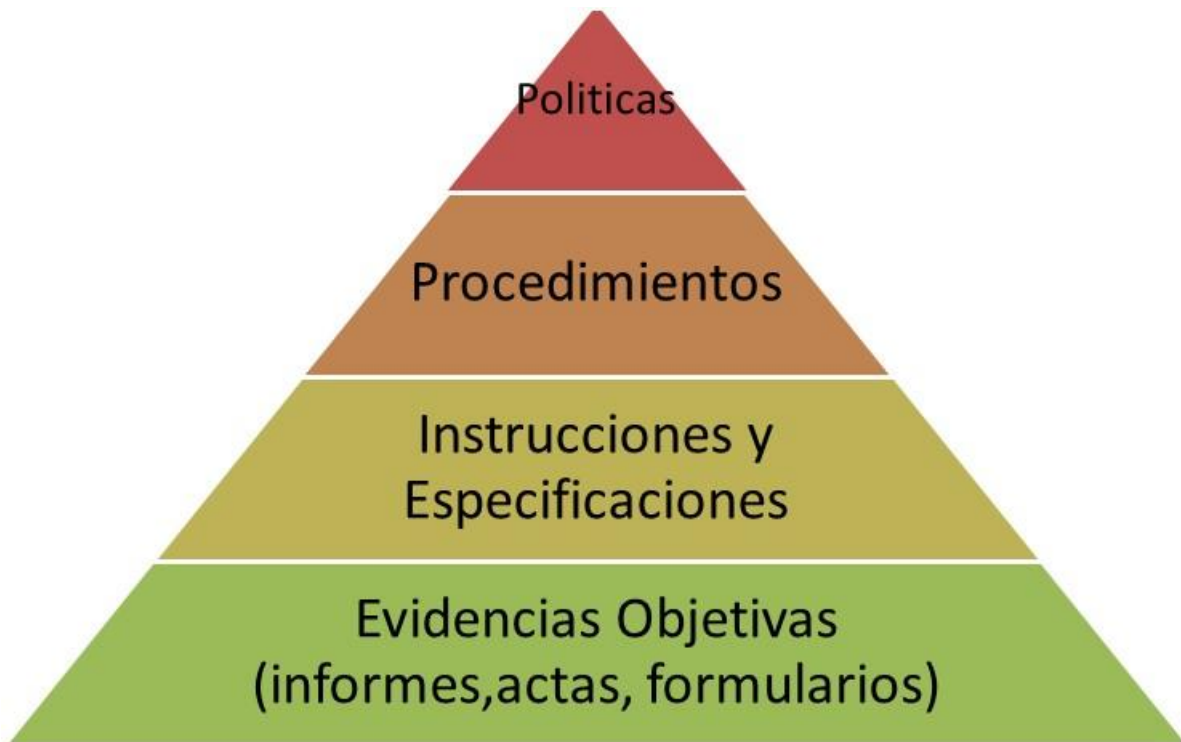 Politicas
Procedimientos
Instrucciones y
Especificaciones
Evidencias Objetivas
(informes,actas, formularios)